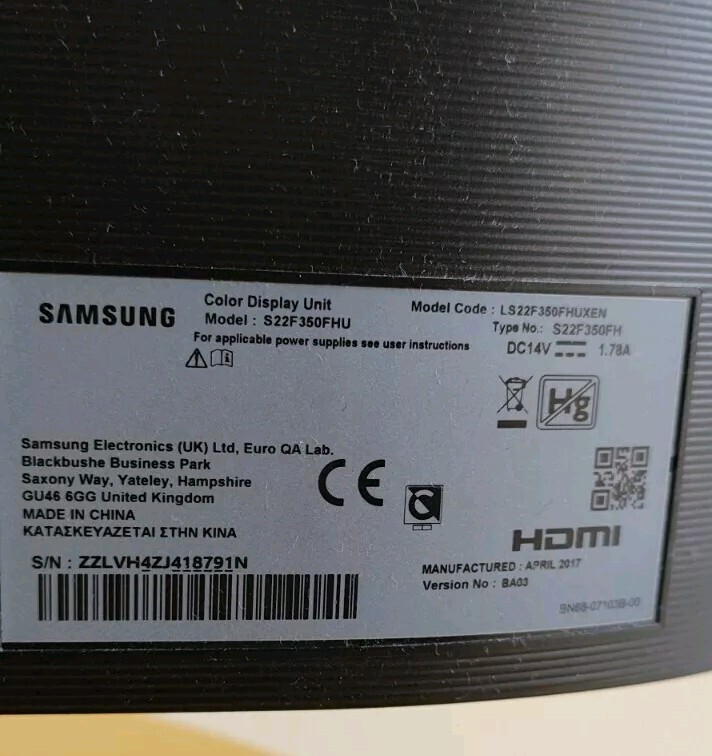 SAMSUNG
Color Display Unit
Model : S22F350FHU
For applicable power supplies see user instructions
Model Code : LS22F350FHUXEN
Type No.: S22F350FH
DC14V 1.78A
Hg
Samsung Electronics (UK) Ltd, Euro QA Lab.
Blackbushe Business Park
Saxony Way, Yateley, Hampshire
GU46 6GG United Kingdom
MADE IN CHINA
ΚΑΤΑΣΚΕΥΑΖΕΤΑΙ ΣΤΗΝ ΚΙΝΑ
CE
S/N : ZZLVH4ZJ418791N
HDMI
MANUFACTURED : APRIL 2017
Version No : BA03